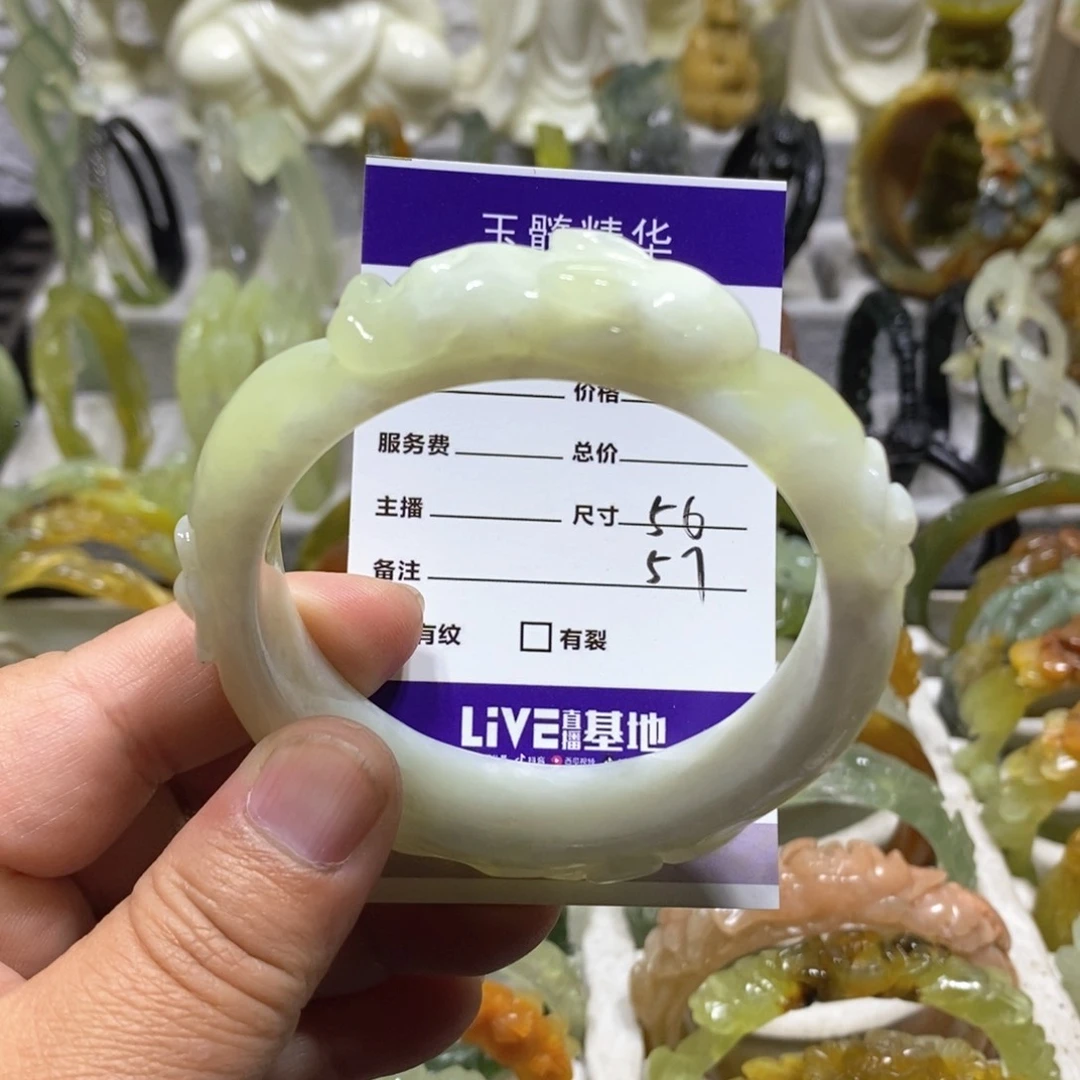 玉髓精华
价格
服务费 总价
主播 尺寸 56
备注 57
有纹 有裂
LiVE直播基地